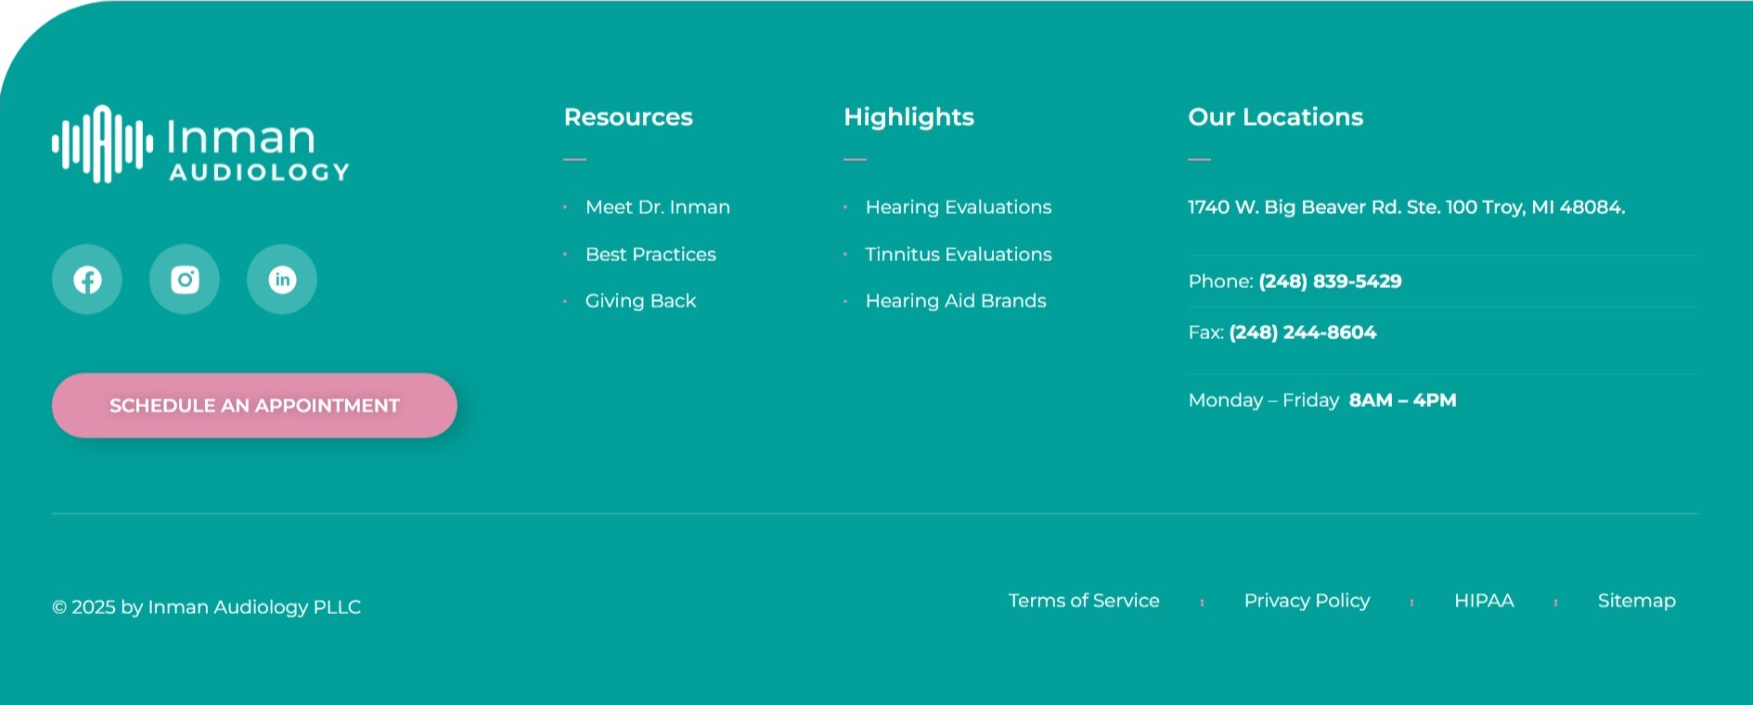 Inman
AUDIOLOGY
SCHEDULE AN APPOINTMENT
Resources
Meet Dr. Inman
Best Practices
Giving Back
Highlights
Hearing Evaluations
Tinnitus Evaluations
Hearing Aid Brands
Our Locations
1740 W. Big Beaver Rd. Ste. 100 Troy, MI 48084.
Phone: (248) 839-5429
Fax: (248) 244-8604
Monday – Friday 8AM – 4PM
© 2025 by Inman Audiology PLLC
Terms of Service
Privacy Policy
HIPAA
Sitemap